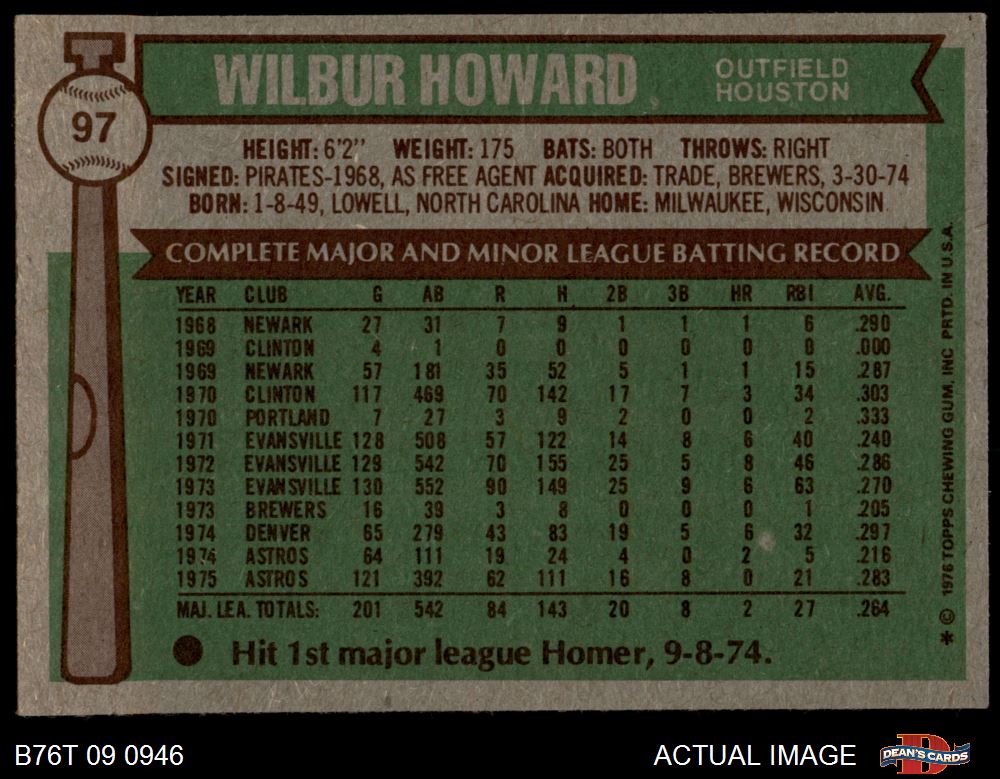 WILBUR HOWARD
OUTFIELD
HOUSTON
97
HEIGHT: 6'2" WEIGHT: 175 BATS: BOTH THROWS: RIGHT
SIGNED: PIRATES-1968, AS FREE AGENT ACQUIRED: TRADE, BREWERS, 3-30-74
BORN: 1-8-49, LOWELL, NORTH CAROLINA HOME: MILWAUKEE, WISCONSIN
COMPLETE MAJOR AND MINOR LEAGUE BATTING RECORD
YEAR CLUB G AB R H 2B 3B HR RBI AVG.
1968 NEWARK 27 31 7 9 1 1 1 6 .290
1969 CLINTON 4 1 0 0 0 0 0 0 .000
1969 NEWARK 57 181 35 52 5 1 1 15 .287
1970 CLINTON 117 469 70 142 17 7 3 34 .303
1970 PORTLAND 7 27 3 9 2 0 0 2 .333
1971 EVANSVILLE 128 508 57 122 14 8 6 40 .240
1972 EVANSVILLE 129 542 70 155 25 5 8 46 .286
1973 EVANSVILLE 130 552 90 149 25 9 6 63 .270
1973 BREWERS 16 39 3 8 0 0 0 1 .205
1974 DENVER 65 279 43 83 19 5 6 32 .297
1974 ASTROS 64 111 19 24 4 0 2 5 .216
1975 ASTROS 121 392 62 111 16 8 0 21 .283
MAJ. LEA. TOTALS: 201 542 84 143 20 8 2 27 .264
Hit 1st major league Homer, 9-8-74.
* © 1976 TOPPS CHEWING GUM, INC PRTD. IN U.S.A.
B76T 09 0946
ACTUAL IMAGE
DEAN'S CARDS